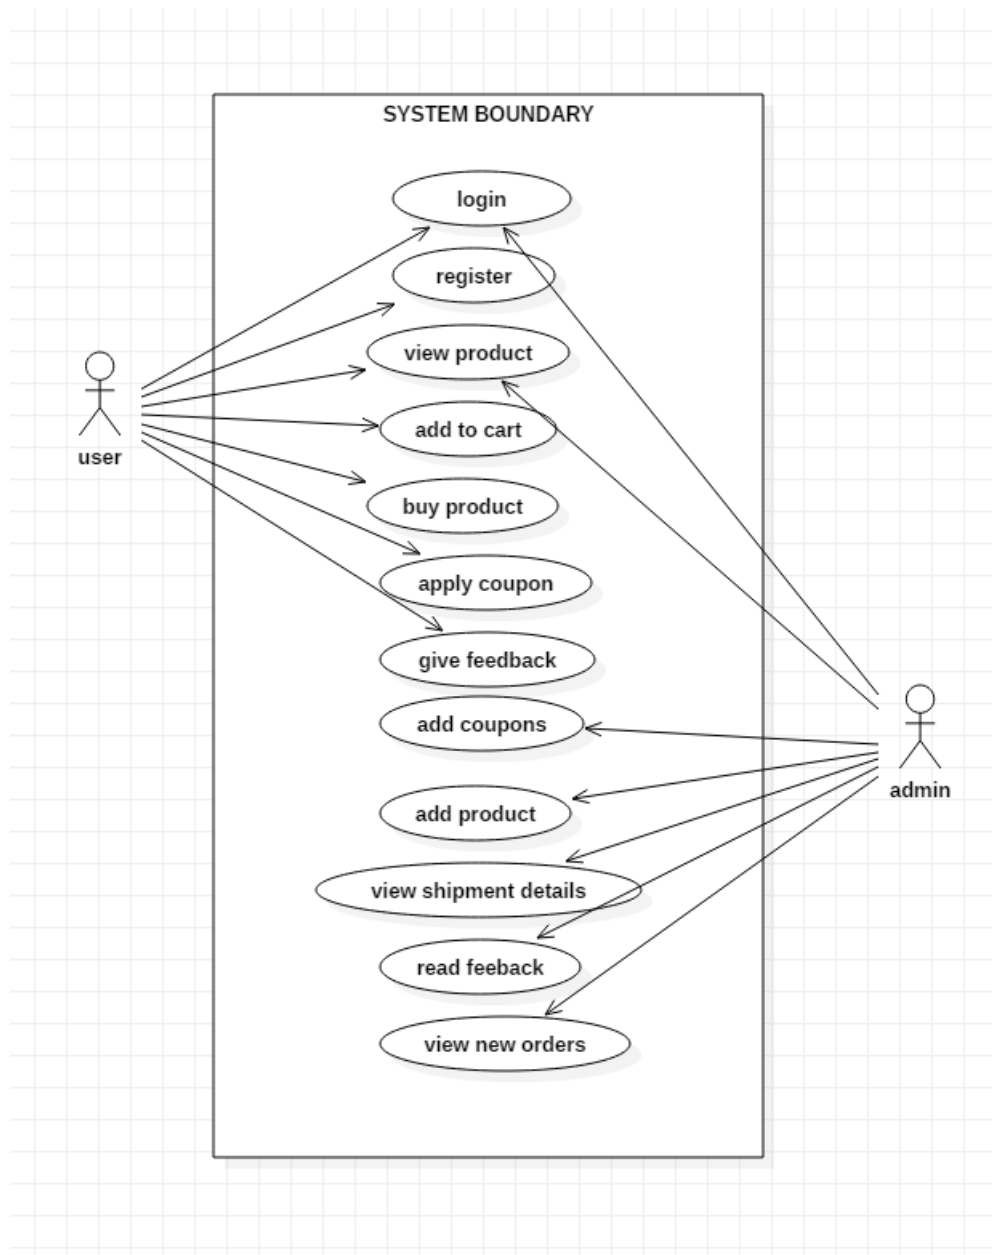 SYSTEM BOUNDARY
login
register
view product
add to cart
user
buy product
apply coupon
give feedback
add coupons
admin
add product
view shipment details
read feeback
view new orders